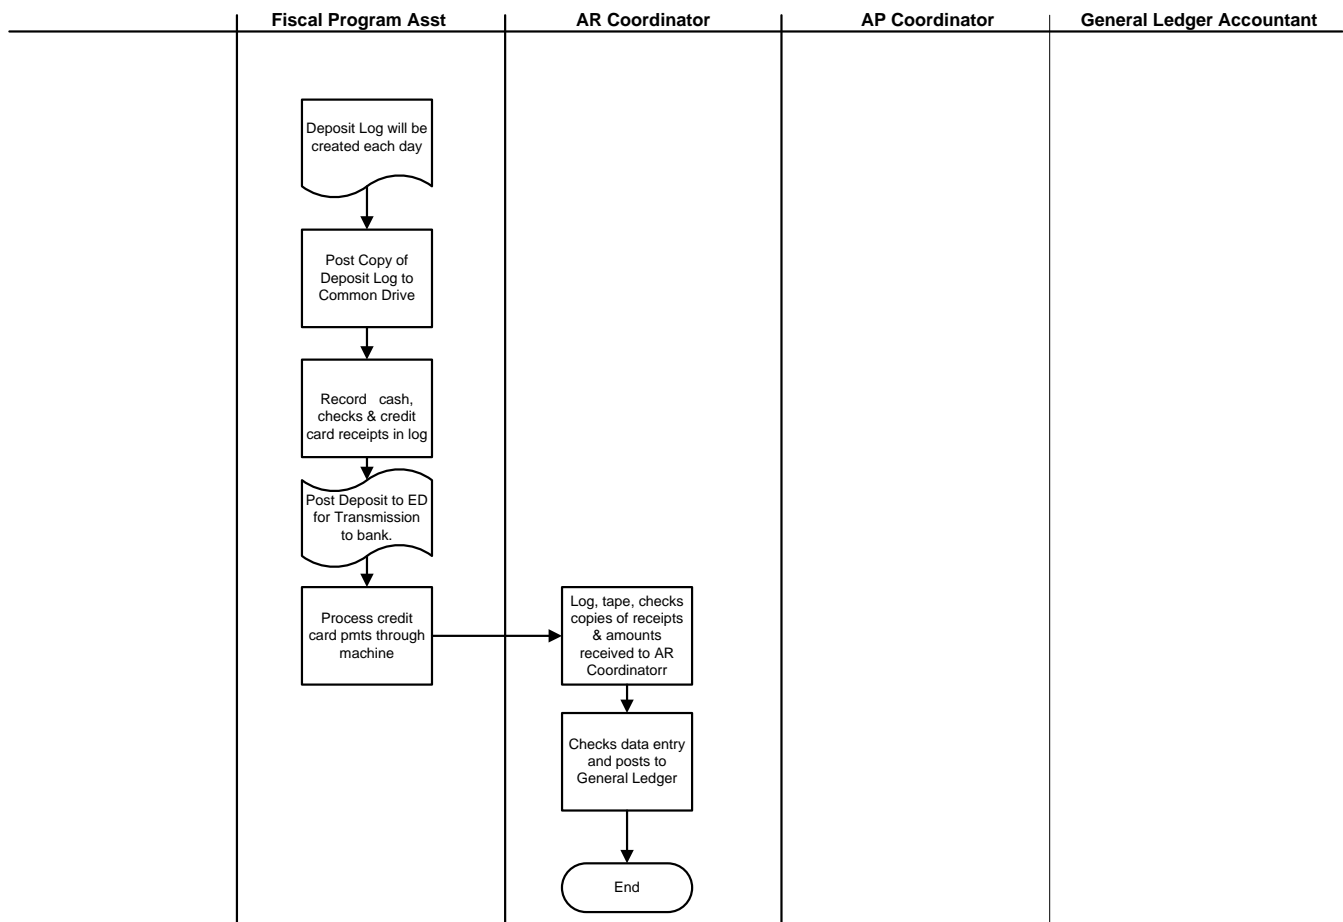 Fiscal Program Asst
AR Coordinator
AP Coordinator
General Ledger Accountant
Deposit Log will be
created each day
Post Copy of
Deposit Log to
Common Drive
Record cash,
checks & credit
card receipts in log
Post Deposit to ED
for Transmission
to bank.
Process credit
card pmts through
machine
Log, tape, checks
copies of receipts
& amounts
received to AR
Coordinatorr
Checks data entry
and posts to
General Ledger
End